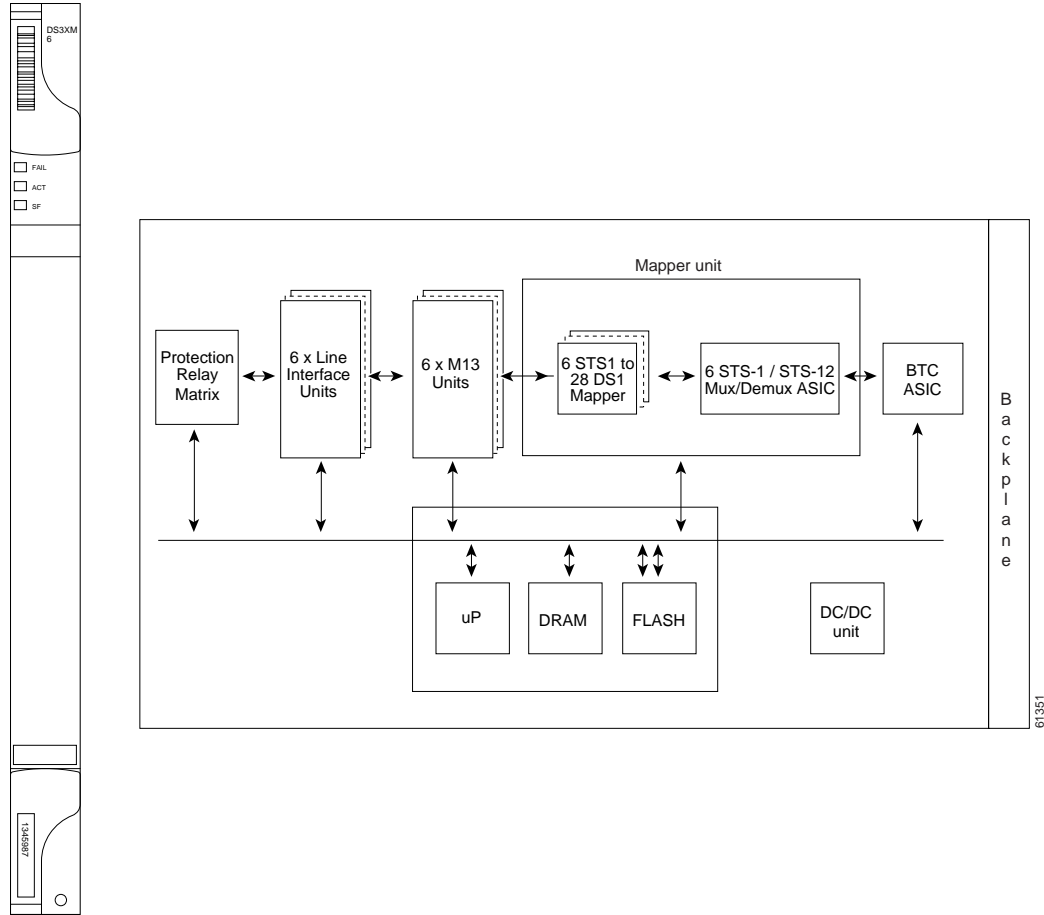 DS3XM
6
FAIL
ACT
SF
Mapper unit
Protection
Relay
Matrix
6 x Line
Interface
Units
6 x M13
Units
6 STS1 to
28 DS1
Mapper
6 STS-1 / STS-12
Mux/Demux ASIC
BTC
ASIC
Backplane
uP
DRAM
FLASH
DC/DC
unit
61351
1345987